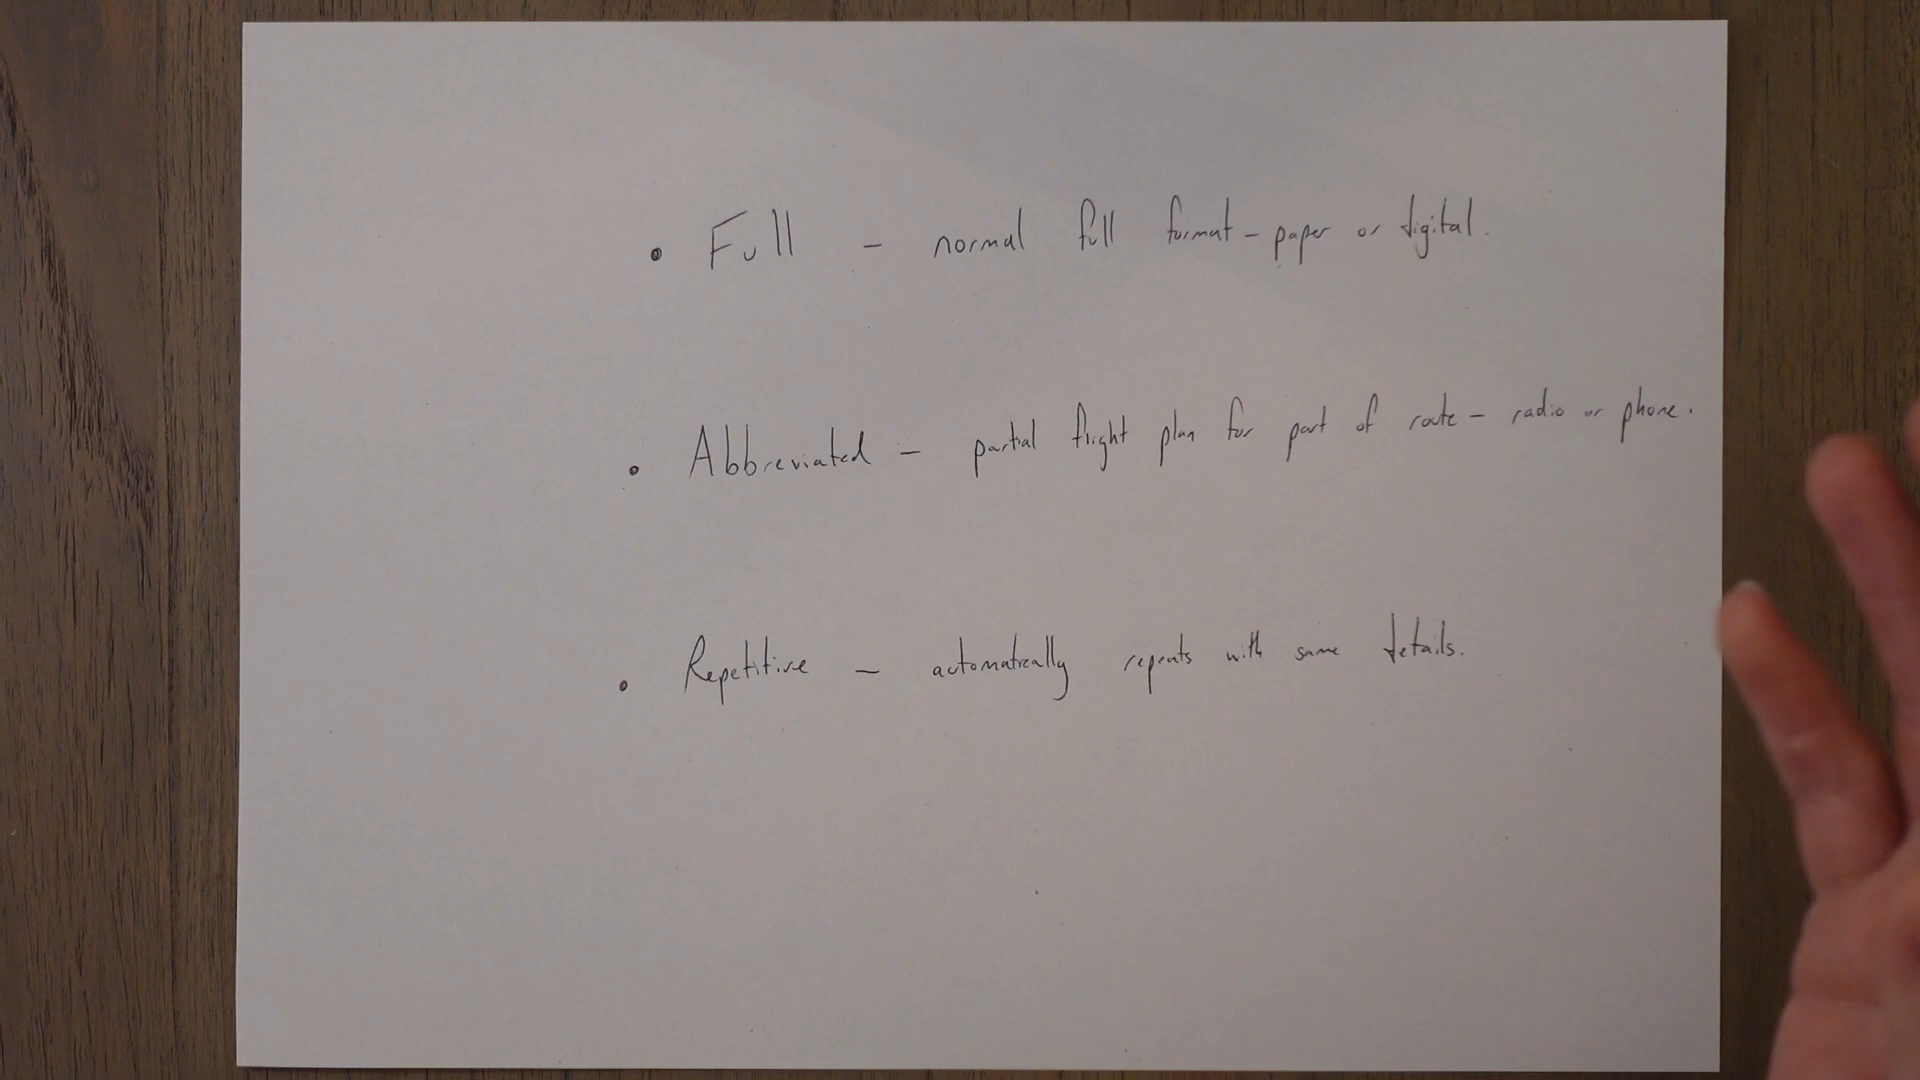 • Full - normal full format - paper or digital.
• Abbreviated - partial flight plan for part of route - radio or phone.
• Repetitive - automatically repeats with same details.